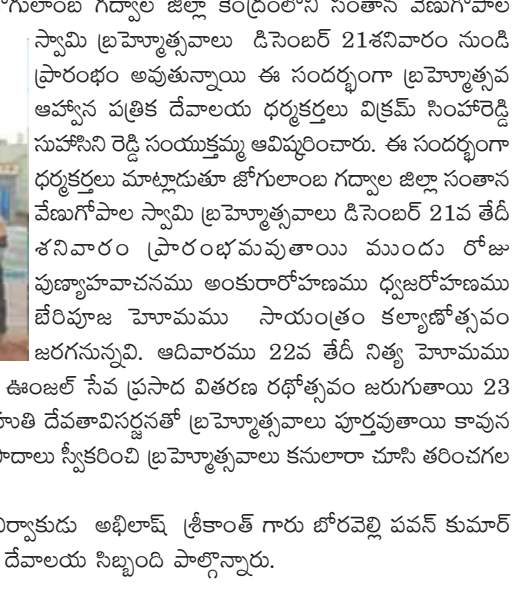 గద్వాల జిల్లా కేంద్రంలోని సంతాన వేణుగోపాల
స్వామి బ్రహ్మోత్సవాలు డిసెంబర్ 21శనివారం నుండి
ప్రారంభం అవుతున్నాయి ఈ సందర్భంగా బ్రహ్మోత్సవ
ఆహ్వాన పత్రిక దేవాలయ ధర్మకర్తలు విక్రమ్ సింహారెడ్డి
సుహాసిని రెడ్డి సంయుక్తమ్మ ఆవిష్కరించారు. ఈ సందర్భంగా
ధర్మకర్తలు మాట్లాడుతూ జోగులాంబ గద్వాల జిల్లా సంతాన
వేణుగోపాల స్వామి బ్రహ్మోత్సవాలు డిసెంబర్ 21వ తేదీ
శనివారం ప్రారంభమవుతాయి ముందు రోజు
పుణ్యాహవాచనము అంకురారోహణము ధ్వజరోహణము
బేరిపూజ హెూమము సాయంత్రం కల్యాణోత్సవం
జరగనున్నవి. ఆదివారము 22వ తేదీ నిత్య హెూమము
ఊంజల్ సేవ ప్రసాద వితరణ రథోత్సవం జరుగుతాయి 23
దేవతావిసర్జనతో బ్రహ్మోత్సవాలు పూర్తవుతాయి కావున
స్వీకరించి బ్రహ్మోత్సవాలు కనులారా చూసి తరించగల
అభిలాష్ శ్రీకాంత్ గారు బోరవెల్లి పవన్ కుమార్
దేవాలయ సిబ్బంది పాల్గొన్నారు.